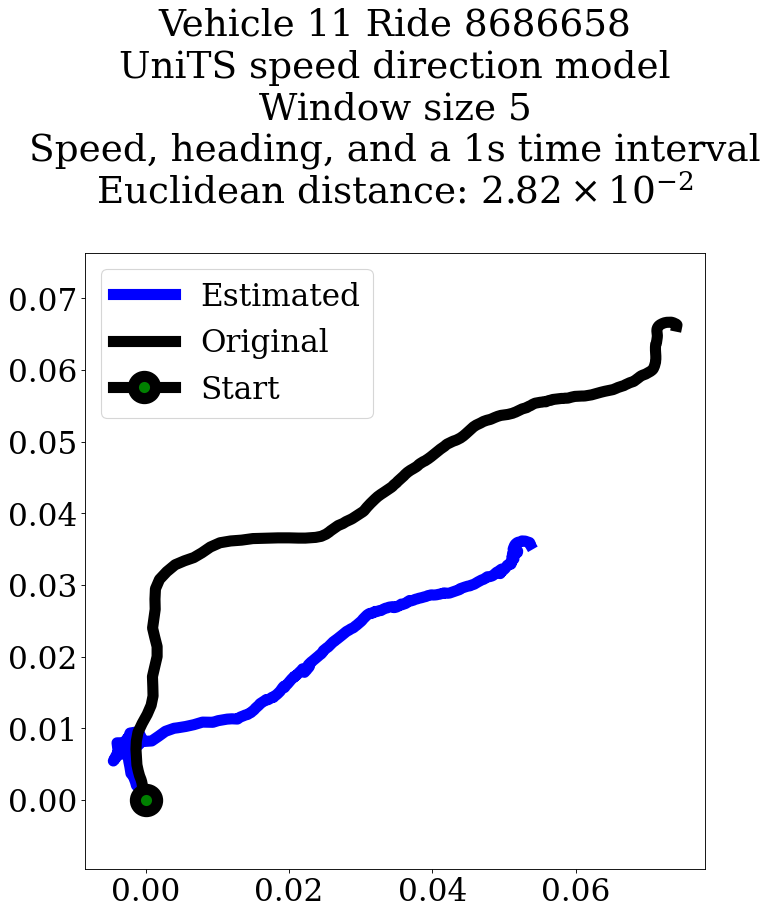 Vehicle 11 Ride 8686658
UniTS speed direction model
Window size 5
Speed, heading, and a 1s time interval
Euclidean distance: 2.82 × 10⁻²
Estimated
Original
Start
0.07
0.06
0.05
0.04
0.03
0.02
0.01
0.00
0.00 0.02 0.04 0.06